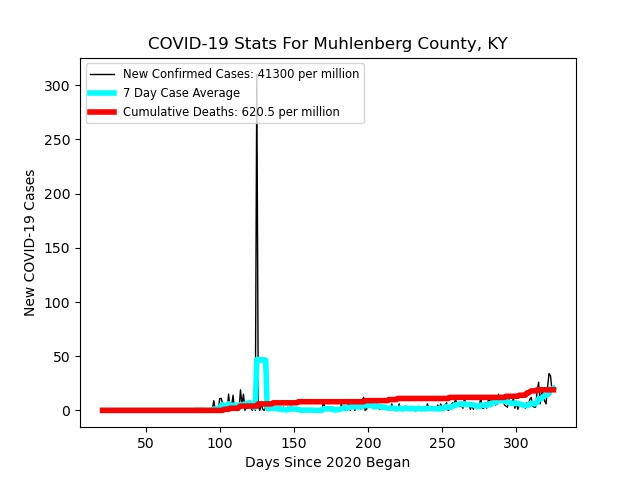 COVID-19 Stats For Muhlenberg County, KY
New Confirmed Cases: 41300 per million
7 Day Case Average
Cumulative Deaths: 620.5 per million
New COVID-19 Cases
300
250
200
150
100
50
0
50 100 150 200 250 300
Days Since 2020 Began